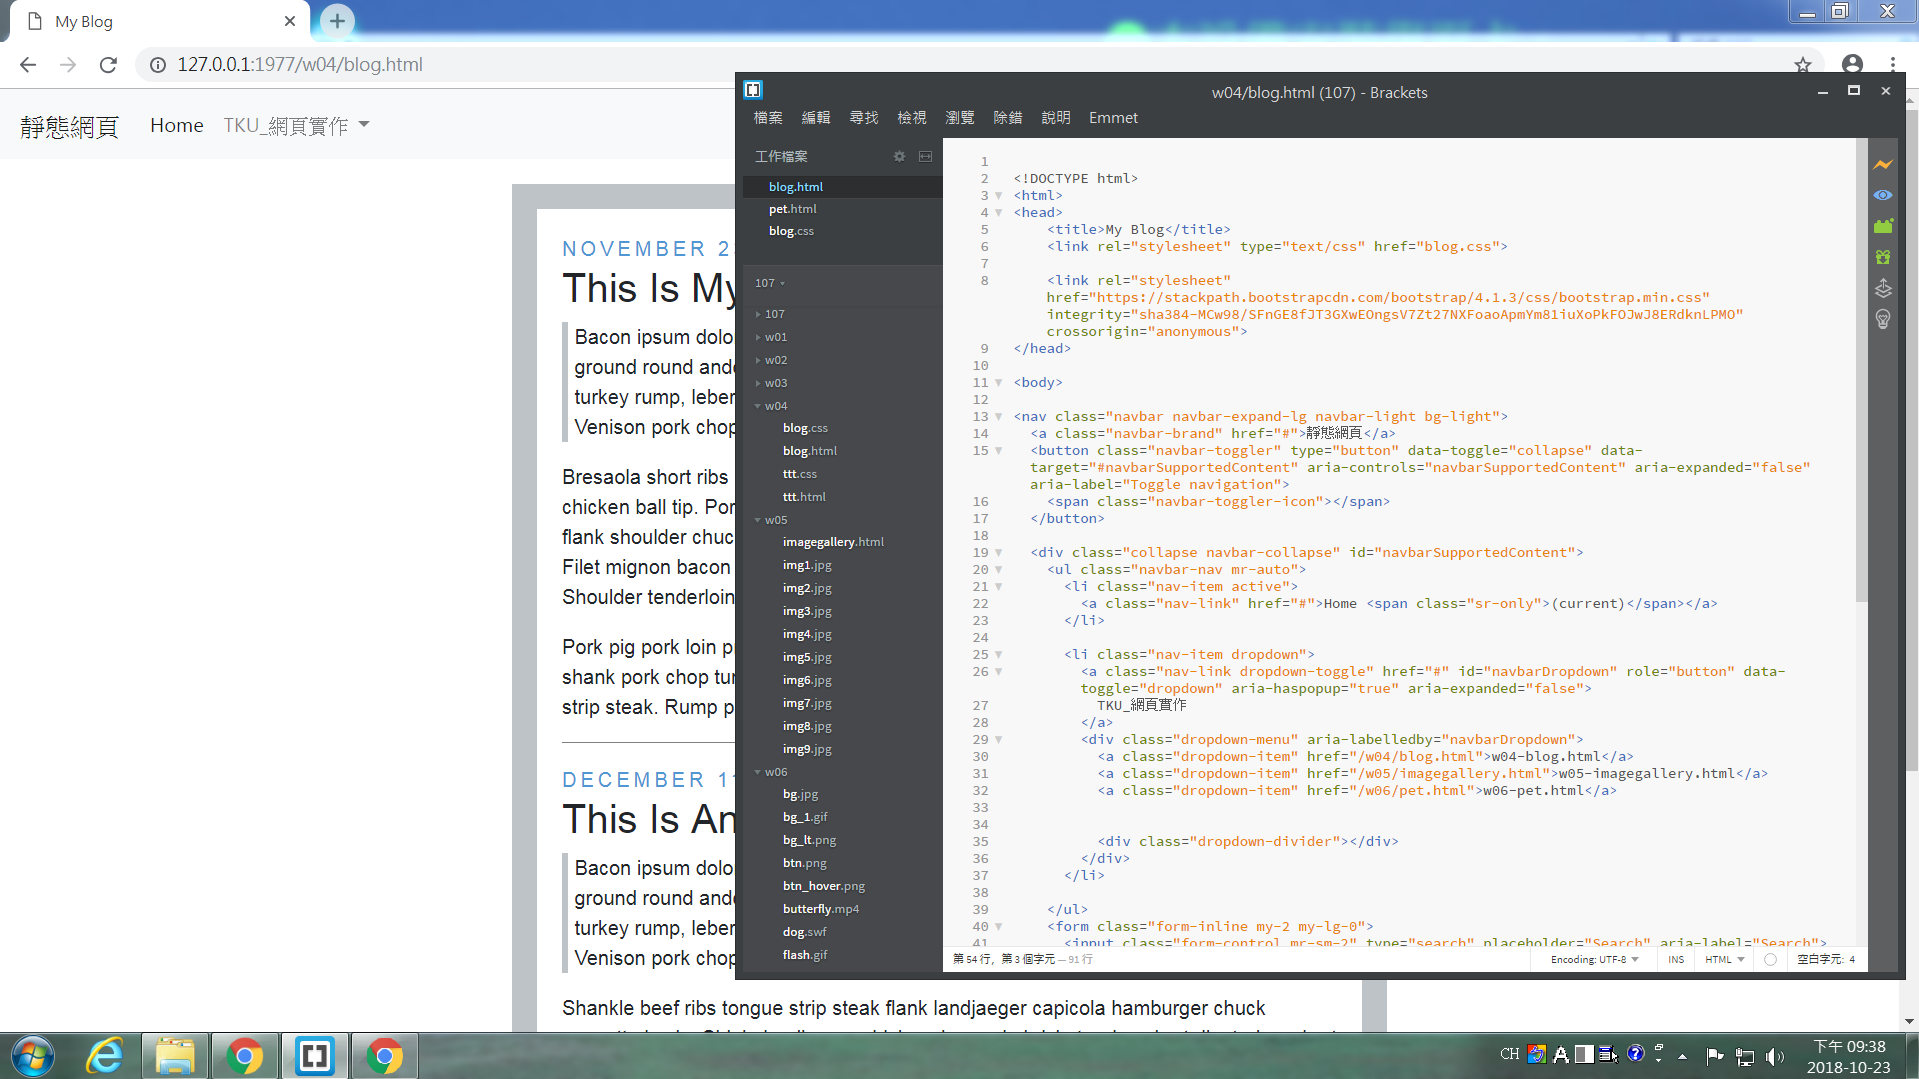 My Blog
127.0.0.1:1977/w04/blog.html
靜態網頁 Home TKU_網頁實作
NOVEMBER 2
This Is My
Bacon ipsum dolo
ground round and
turkey rump, leber
Venison pork chop
Bresaola short ribs
chicken ball tip. Por
flank shoulder chuc
Filet mignon bacon
Shoulder tenderloin
Pork pig pork loin p
shank pork chop tur
strip steak. Rump p
DECEMBER 1
This Is An
Bacon ipsum dolo
ground round and
turkey rump, leber
Venison pork chop
Shankle beef ribs tongue strip steak flank landjaeger capicola hamburger chuck
w04/blog.html (107) - Brackets
檔案 編輯 尋找 檢視 瀏覽 除錯 說明 Emmet
工作檔案
blog.html
pet.html
blog.css
107
107
w01
w02
w03
w04
blog.css
blog.html
ttt.css
ttt.html
w05
imagegallery.html
img1.jpg
img2.jpg
img3.jpg
img4.jpg
img5.jpg
img6.jpg
img7.jpg
img8.jpg
img9.jpg
w06
bg.jpg
bg_1.gif
bg_lt.png
btn.png
btn_hover.png
butterfly.mp4
dog.swf
flash.gif
1
2 <!DOCTYPE html>
3 <html>
4 <head>
5 <title>My Blog</title>
6 <link rel="stylesheet" type="text/css" href="blog.css">
7
8 <link rel="stylesheet"
href="https://stackpath.bootstrapcdn.com/bootstrap/4.1.3/css/bootstrap.min.css"
integrity="sha384-MCw98/SFnGE8fJT3GXwEOngsV7Zt27NXFoaoApmYm81iuXoPkFOJwJ8ERdknLPMO"
crossorigin="anonymous">
9 </head>
10
11 <body>
12
13 <nav class="navbar navbar-expand-lg navbar-light bg-light">
14 <a class="navbar-brand" href="#">靜態網頁</a>
15 <button class="navbar-toggler" type="button" data-toggle="collapse" data-
target="#navbarSupportedContent" aria-controls="navbarSupportedContent" aria-expanded="false"
aria-label="Toggle navigation">
16 <span class="navbar-toggler-icon"></span>
17 </button>
18
19 <div class="collapse navbar-collapse" id="navbarSupportedContent">
20 <ul class="navbar-nav mr-auto">
21 <li class="nav-item active">
22 <a class="nav-link" href="#">Home <span class="sr-only">(current)</span></a>
23 </li>
24
25 <li class="nav-item dropdown">
26 <a class="nav-link dropdown-toggle" href="#" id="navbarDropdown" role="button" data-
toggle="dropdown" aria-haspopup="true" aria-expanded="false">
27 TKU_網頁實作
28 </a>
29 <div class="dropdown-menu" aria-labelledby="navbarDropdown">
30 <a class="dropdown-item" href="/w04/blog.html">w04-blog.html</a>
31 <a class="dropdown-item" href="/w05/imagegallery.html">w05-imagegallery.html</a>
32 <a class="dropdown-item" href="/w06/pet.html">w06-pet.html</a>
33
34
35 <div class="dropdown-divider"></div>
36 </div>
37 </li>
38
39 </ul>
40 <form class="form-inline my-2 my-lg-0">
41 <input class="form-control mr-sm-2" type="search" placeholder="Search" aria-label="Search">
第 54 行，第 3 個字元 — 91 行
Encoding: UTF-8 INS HTML 空白字元: 4
CH
下午 09:38
2018-10-23